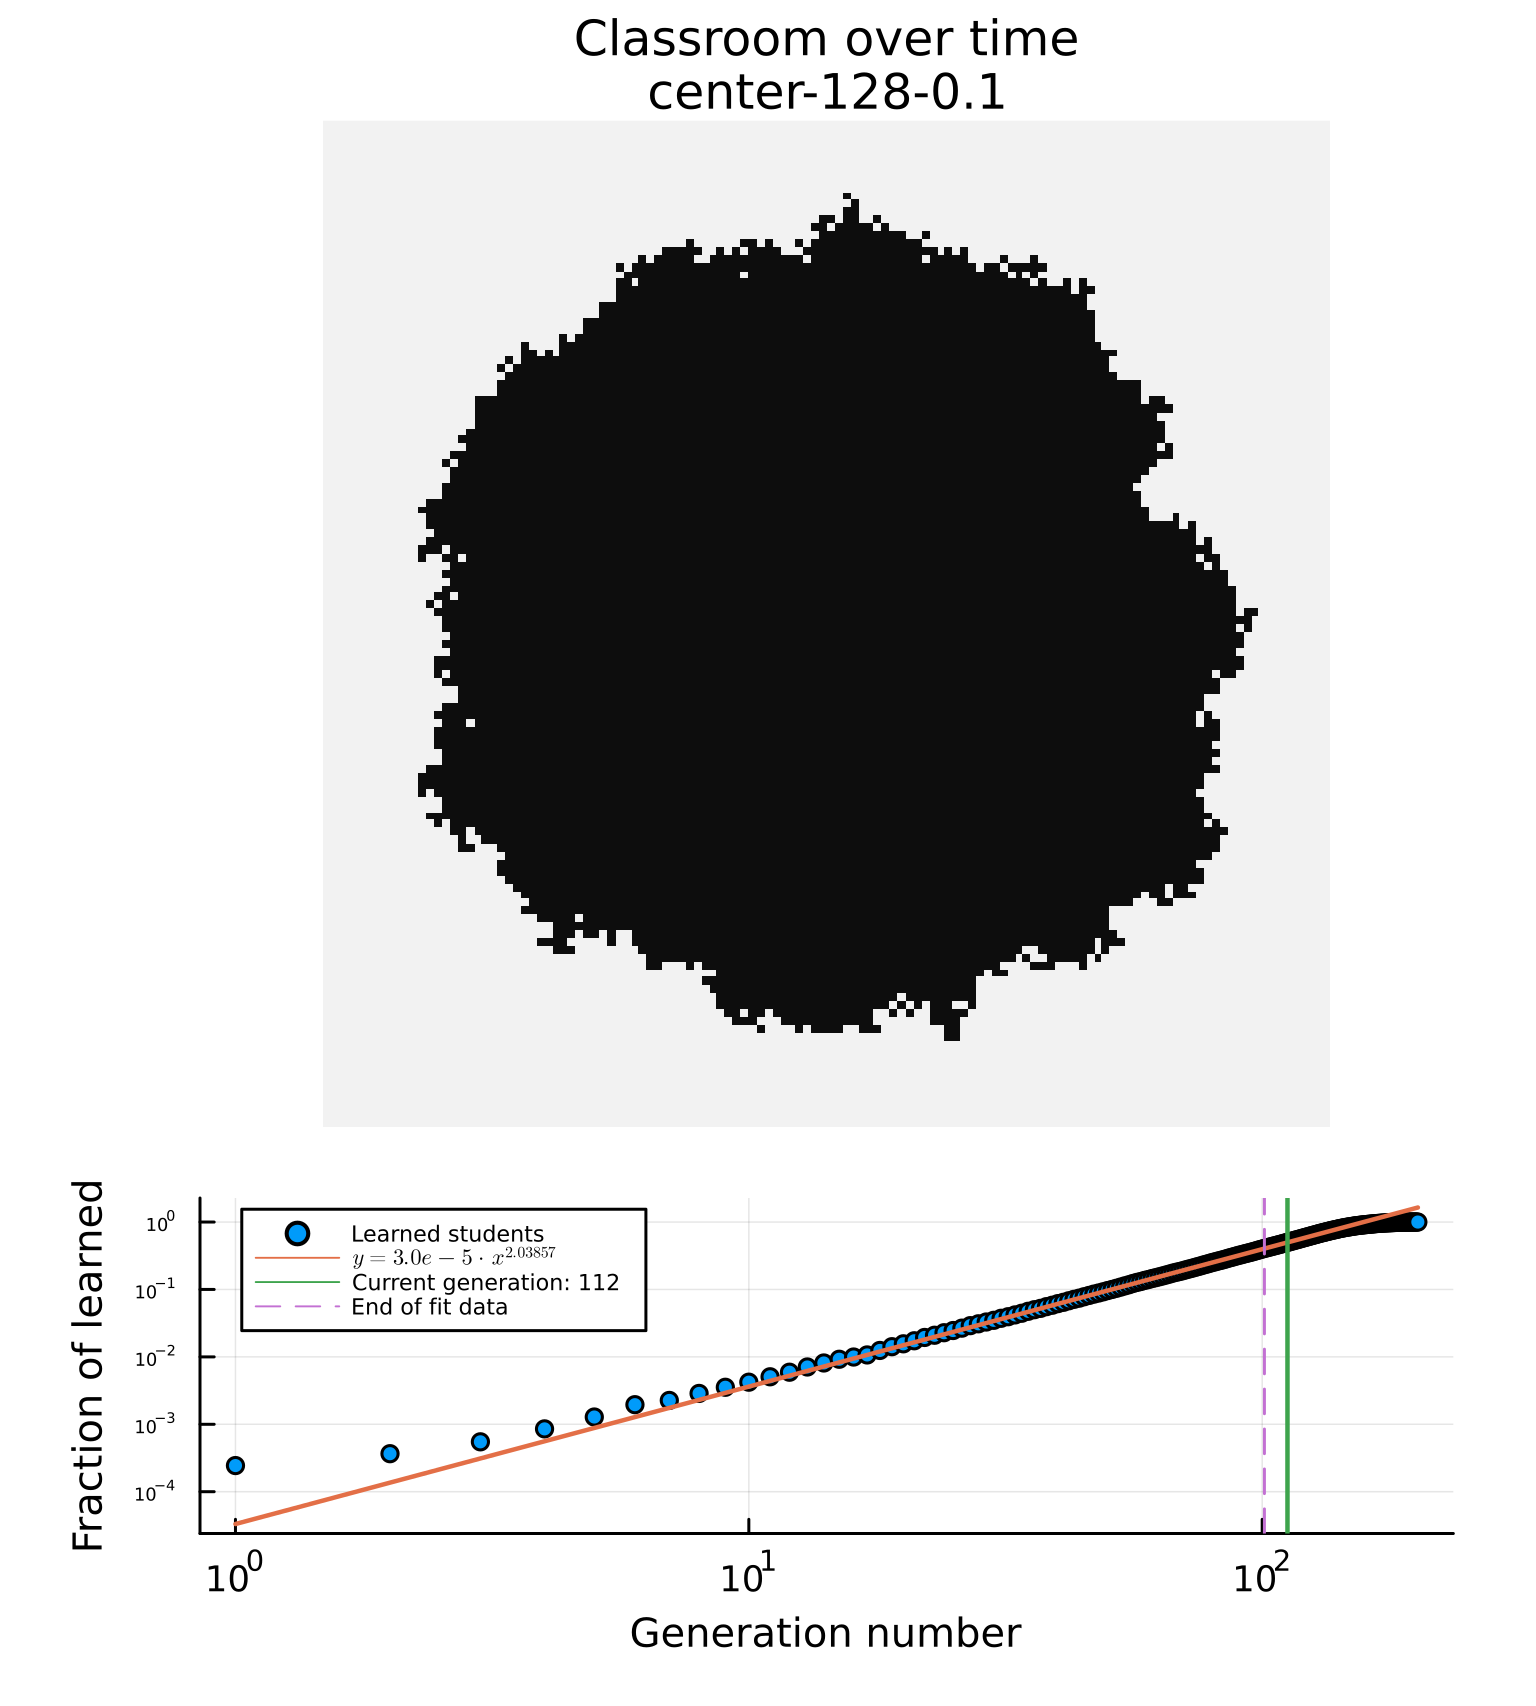 Classroom over time
center-128-0.1
Fraction of learned
10⁰
10⁻¹
10⁻²
10⁻³
10⁻⁴
Learned students
y = 3.0e − 5 · x^2.03857
Current generation: 112
End of fit data
10⁰ 10¹ 10²
Generation number